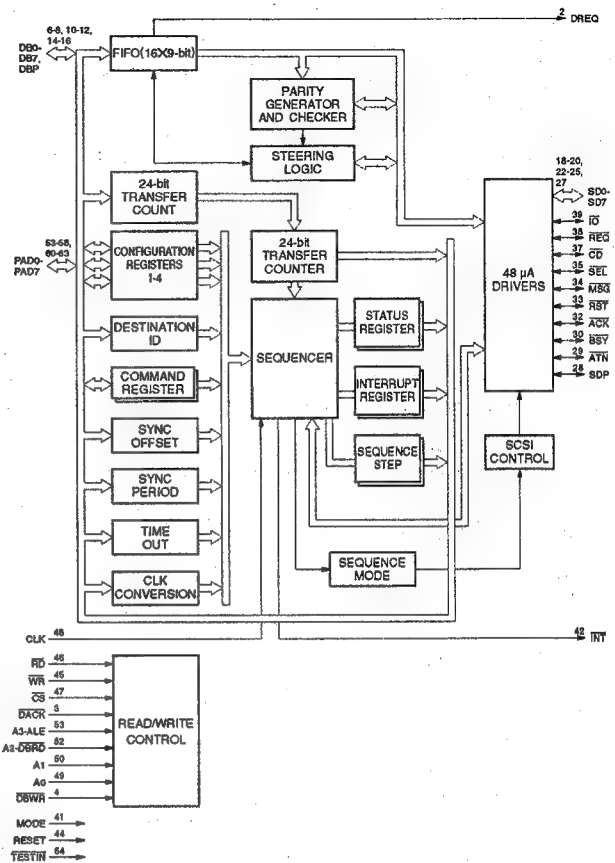 2
DREQ
6-8, 10-12,
14-16
DB0-
DB7,
DBP
FIFO(16X9-bit)
PARITY
GENERATOR
AND CHECKER
STEERING
LOGIC
24-bit
TRANSFER
COUNT
18-20,
22-25,
27
SD0-
SD7
53-58,
60-63
PAD0-
PAD7
CONFIGURATION
REGISTERS
1-4
24-bit
TRANSFER
COUNTER
48 µA
DRIVERS
39 IO
38 REQ
37 CD
35 SEL
34 MSG
33 RST
32 ACK
30 BSY
29 ATN
28 SDP
DESTINATION
ID
SEQUENCER
STATUS
REGISTER
COMMAND
REGISTER
INTERRUPT
REGISTER
SYNC
OFFSET
SEQUENCE
STEP
SCSI
CONTROL
SYNC
PERIOD
TIME
OUT
SEQUENCE
MODE
CLK
CONVERSION
CLK 48
42 INT
RD 46
WR 45
CS 47
DACK 3
A3-ALE 53
A2-DBRD 52
A1 50
A0 49
DBWR 4
READ/WRITE
CONTROL
MODE 41
RESET 44
TESTIN 64